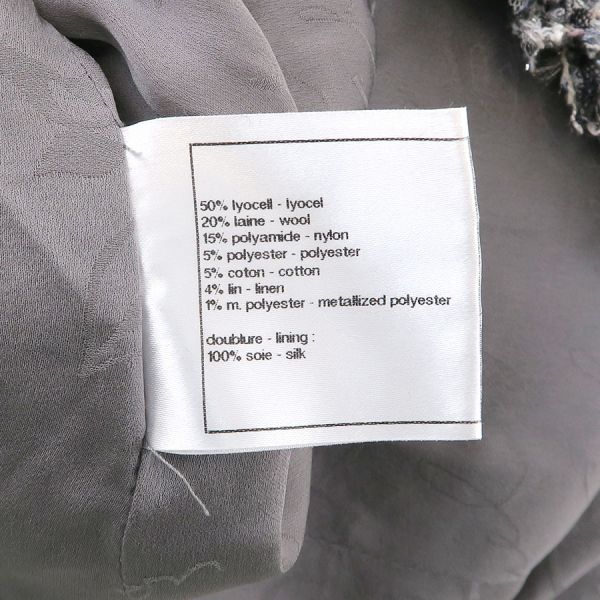 50% lyocell - lyocel
20% laine - wool
15% polyamide - nylon
5% polyester - polyester
5% coton - cotton
4% lin - linen
1% m. polyester - metallized polyester
doublure - lining :
100% soie - silk